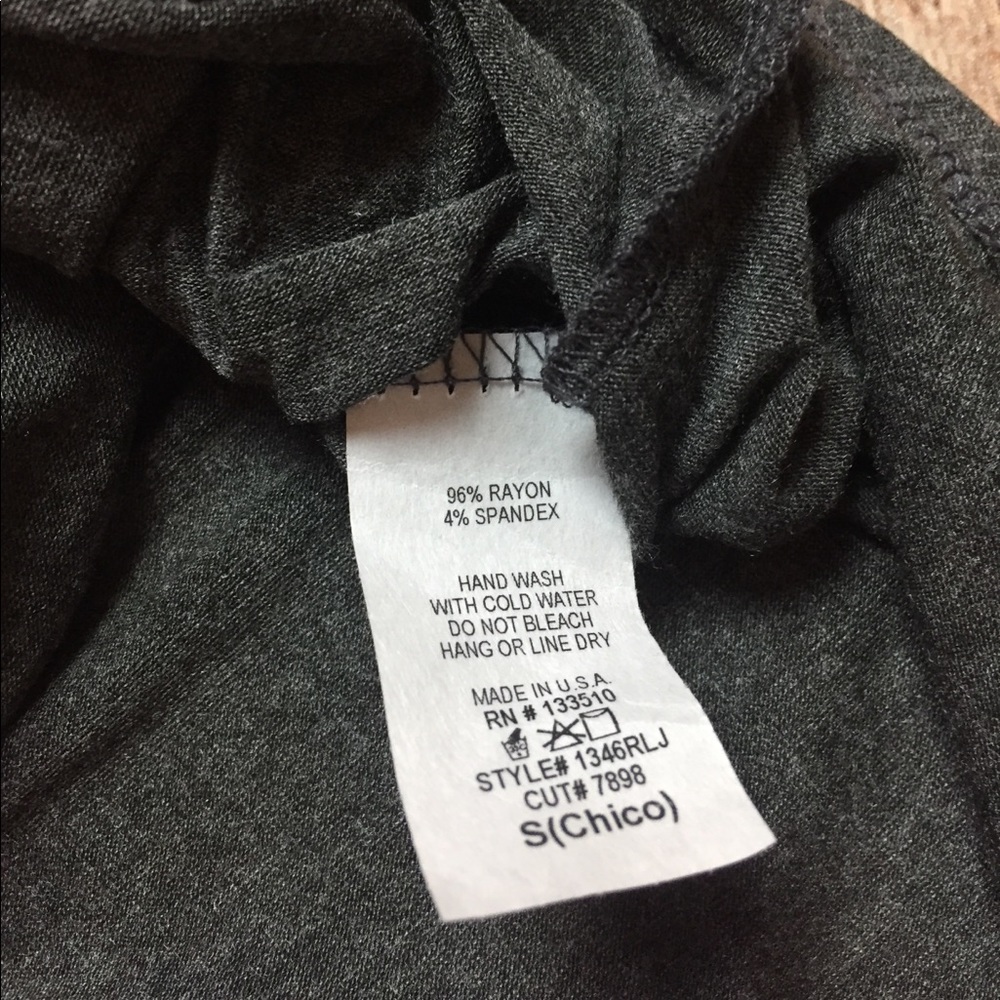 96% RAYON
4% SPANDEX
HAND WASH
WITH COLD WATER
DO NOT BLEACH
HANG OR LINE DRY
MADE IN U.S.A.
RN # 133510
STYLE# 1346RLJ
CUT# 7898
S(Chico)